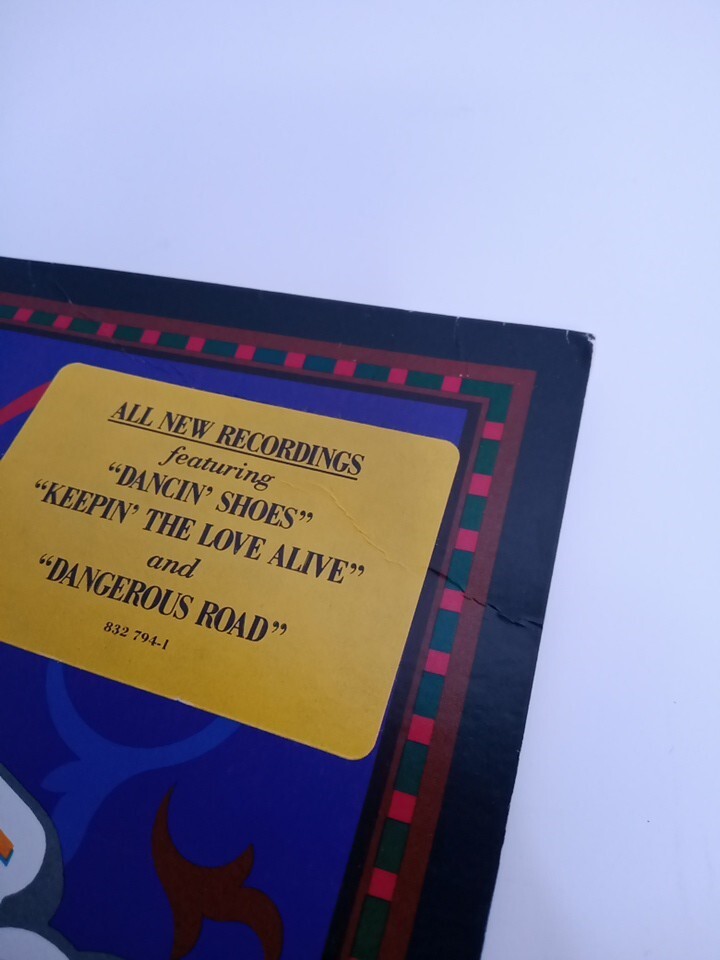 ALL NEW RECORDINGS
featuring
“DANCIN’ SHOES”
“KEEPIN’ THE LOVE ALIVE”
and
“DANGEROUS ROAD”
832 794-1